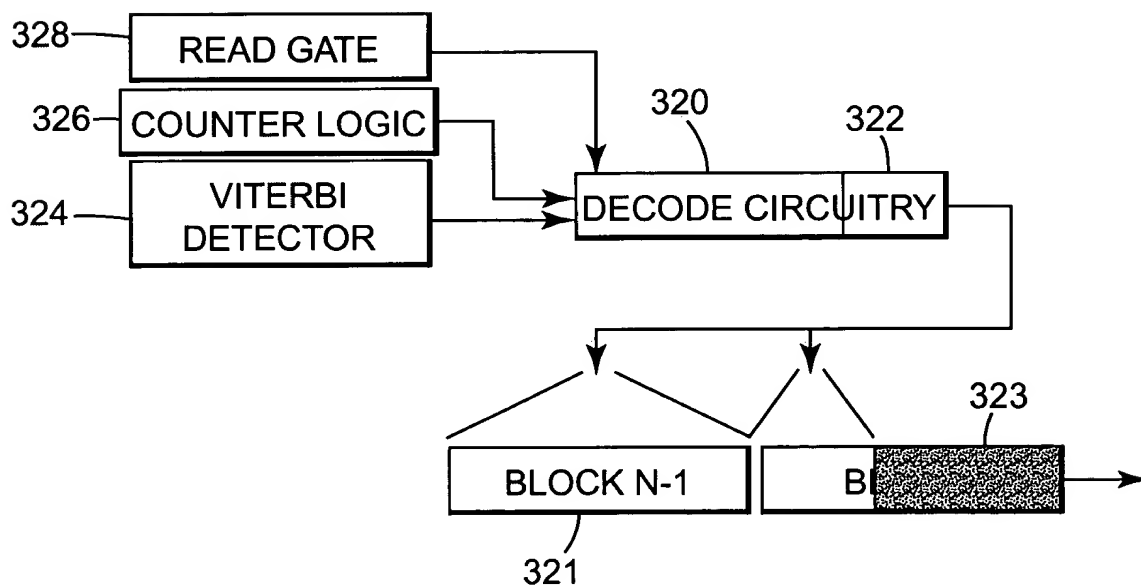 328
READ GATE
326
COUNTER LOGIC
324
VITERBI
DETECTOR
320
322
DECODE CIRCUITRY
323
BLOCK N-1
321